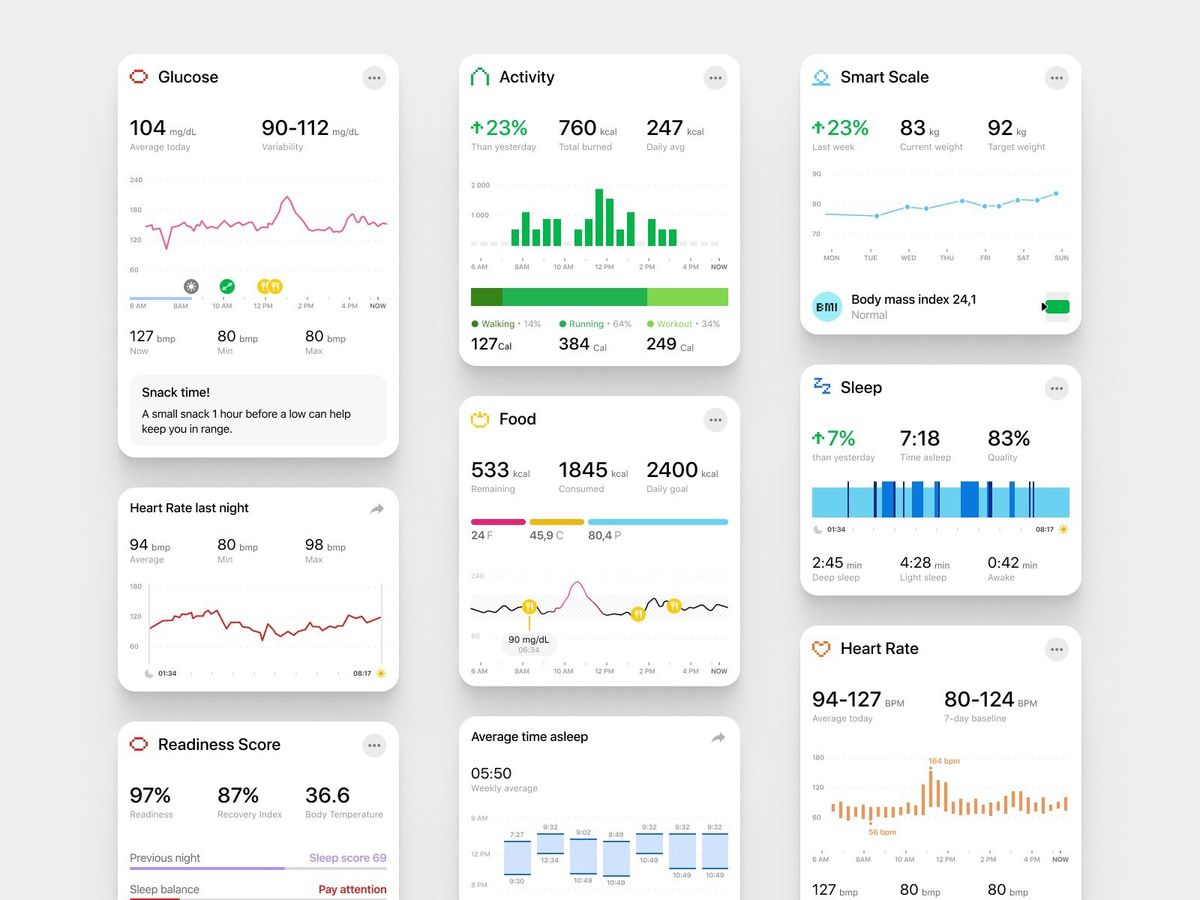 Glucose
104 mg/dL
Average today
90-112 mg/dL
Variability
240
180
120
60
6 AM 8AM 10 AM 12 PM 2 PM 4 PM NOW
127 bmp
Now
80 bmp
Min
80 bmp
Max
Snack time!
A small snack 1 hour before a low can help
keep you in range.
Heart Rate last night
94 bmp
Average
80 bmp
Min
98 bmp
Max
180
120
60
01:34 08:17
Readiness Score
97%
Readiness
87%
Recovery Index
36.6
Body Temperature
Previous night Sleep score 69
Sleep balance Pay attention
Activity
23%
Than yesterday
760 kcal
Total burned
247 kcal
Daily avg
2 000
1 000
6 AM 8AM 10 AM 12 PM 2 PM 4 PM NOW
Walking • 14%
127Cal
Running • 64%
384 Cal
Workout • 34%
249 Cal
Food
533 kcal
Remaining
1845 kcal
Consumed
2400 kcal
Daily goal
24 F 45,9 C 80,4 P
240
60
90 mg/dL
06:34
6 AM 8AM 10 AM 12 PM 2 PM 4 PM NOW
Average time asleep
05:50
Weekly average
9 AM
12 PM
8 PM
7:27 9:32 9:02 8:49 9:32 9:32 9:32
9:30 12:34 10:49 10:49 10:49 10:49 10:49
Smart Scale
23%
Last week
83 kg
Current weight
92 kg
Target weight
90
80
70
MON TUE WED THU FRI SAT SUN
BMI
Body mass index 24,1
Normal
Sleep
7%
than yesterday
7:18
Time asleep
83%
Quality
01:34 08:17
2:45 min
Deep sleep
4:28 min
Light sleep
0:42 min
Awake
Heart Rate
94-127 BPM
Average today
80-124 BPM
7-day baseline
180
120
60
164 bpm
56 bpm
6 AM 8AM 10 AM 12 PM 2 PM 4 PM NOW
127 bmp
80 bmp
80 bmp